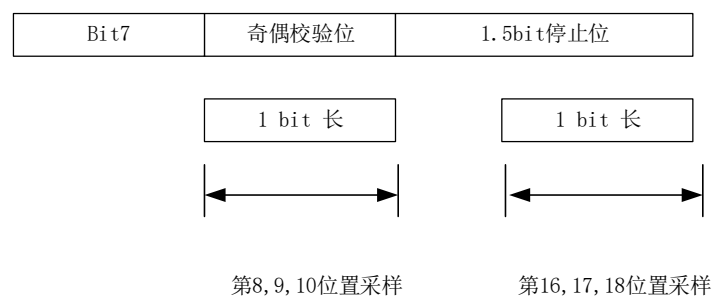 Bit7 奇偶校验位 1.5bit停止位
1 bit 长 1 bit 长
第8,9,10位置采样 第16,17,18位置采样